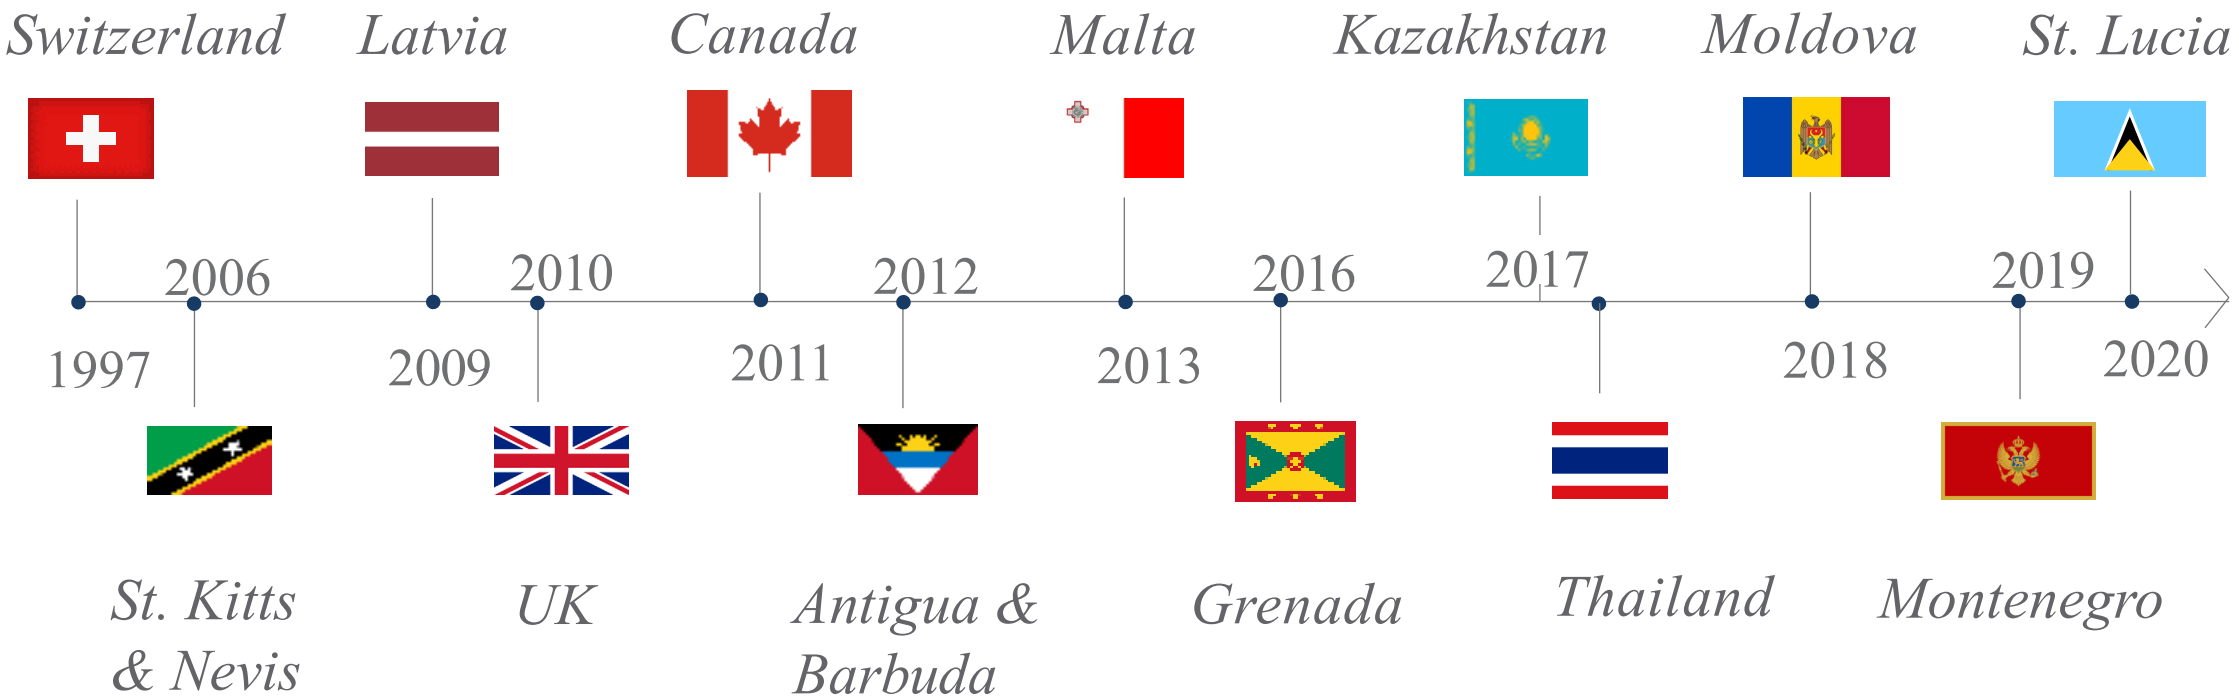 Switzerland
Latvia
Canada
Malta
Kazakhstan
Moldova
St. Lucia
2006
2010
2012
2016
2017
2019
1997
2009
2011
2013
2018
2020
St. Kitts
& Nevis
UK
Antigua &
Barbuda
Grenada
Thailand
Montenegro